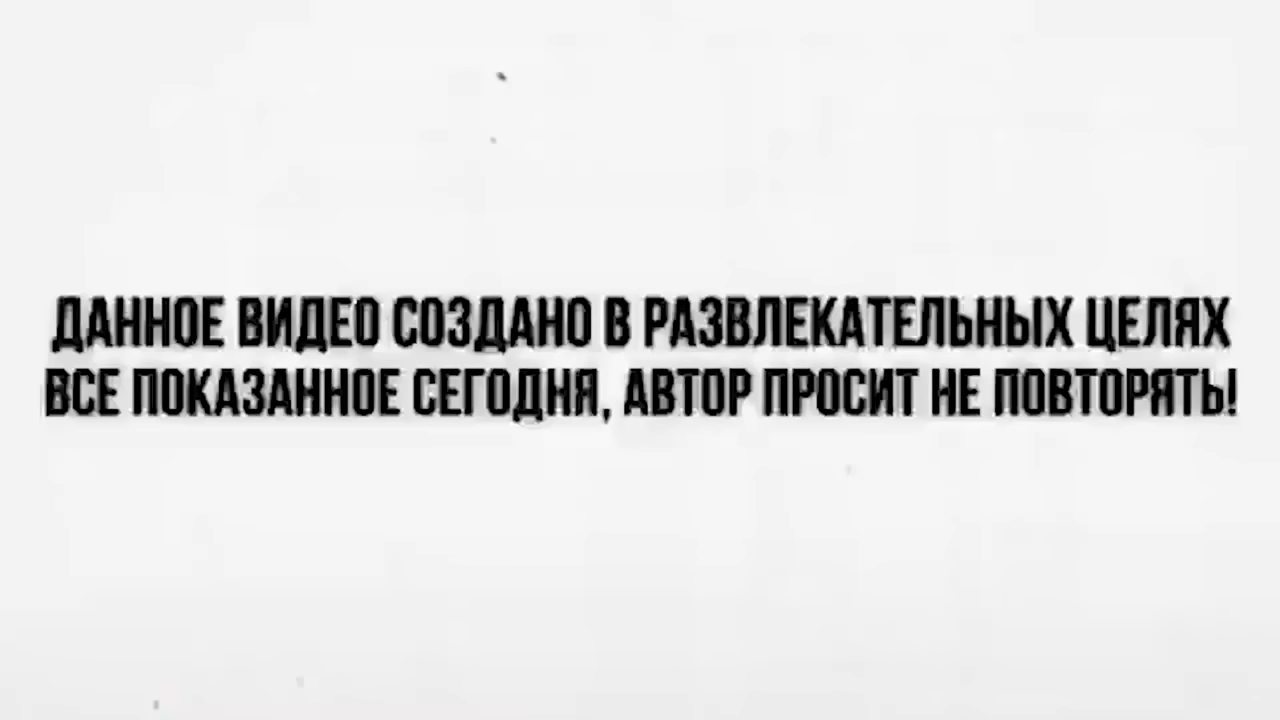 ДАННОЕ ВИДЕО СОЗДАНО В РАЗВЛЕКАТЕЛЬНЫХ ЦЕЛЯХ
ВСЕ ПОКАЗАННОЕ СЕГОДНЯ, АВТОР ПРОСИТ НЕ ПОВТОРЯТЬ!